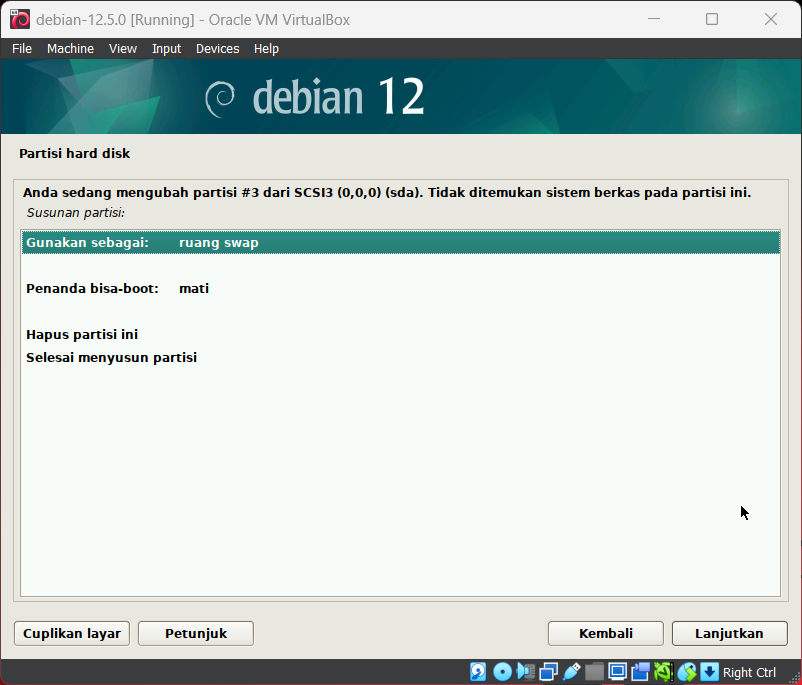 debian-12.5.0 [Running] - Oracle VM VirtualBox
File Machine View Input Devices Help
debian 12
Partisi hard disk
Anda sedang mengubah partisi #3 dari SCSI3 (0,0,0) (sda). Tidak ditemukan sistem berkas pada partisi ini.
Susunan partisi:
Gunakan sebagai: ruang swap
Penanda bisa-boot: mati
Hapus partisi ini
Selesai menyusun partisi
Cuplikan layar Petunjuk Kembali Lanjutkan
Right Ctrl